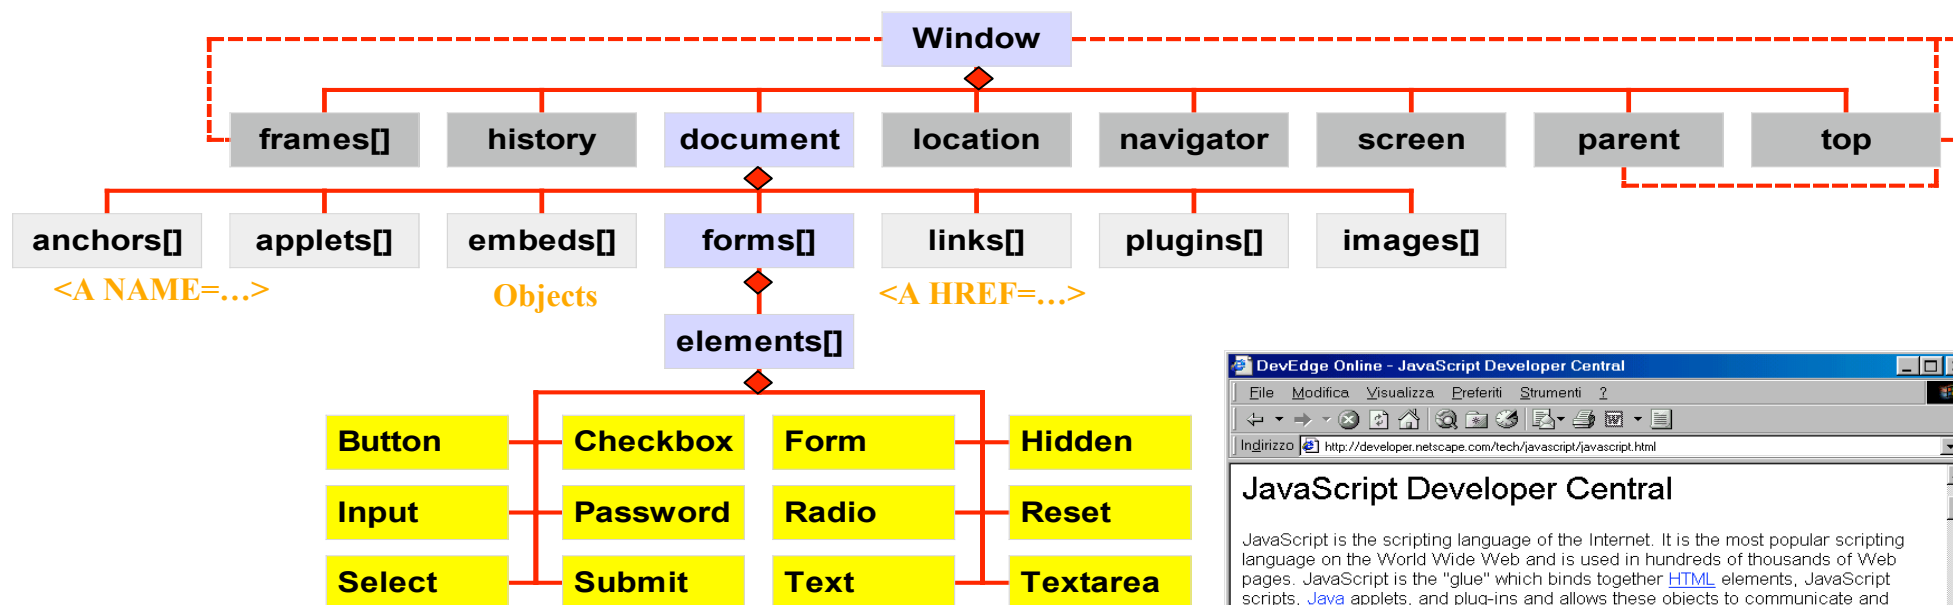 Window
frames[] history document location navigator screen parent top
anchors[] applets[] embeds[] forms[] links[] plugins[] images[]
<A NAME=…> Objects <A HREF=…>
elements[]
Button Checkbox Form Hidden
Input Password Radio Reset
Select Submit Text Textarea
DevEdge Online - JavaScript Developer Central
File Modifica Visualizza Preferiti Strumenti ?
Indirizzo http://developer.netscape.com/tech/javascript/javascript.html
JavaScript Developer Central
JavaScript is the scripting language of the Internet. It is the most popular scripting
language on the World Wide Web and is used in hundreds of thousands of Web
pages. JavaScript is the "glue" which binds together HTML elements, JavaScript
scripts, Java applets, and plug-ins and allows these objects to communicate and